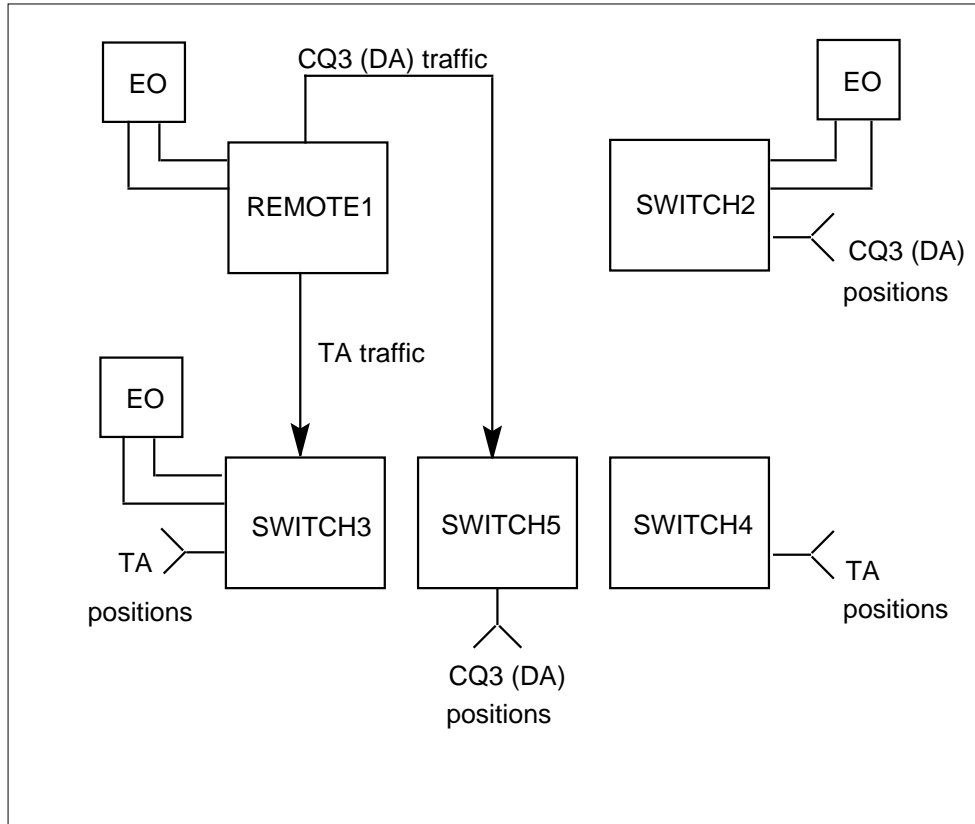 CQ3 (DA) traffic
EO
EO
REMOTE1
SWITCH2
CQ3 (DA)
positions
TA traffic
EO
SWITCH3
SWITCH5
SWITCH4
TA
positions
TA
positions
CQ3 (DA)
positions